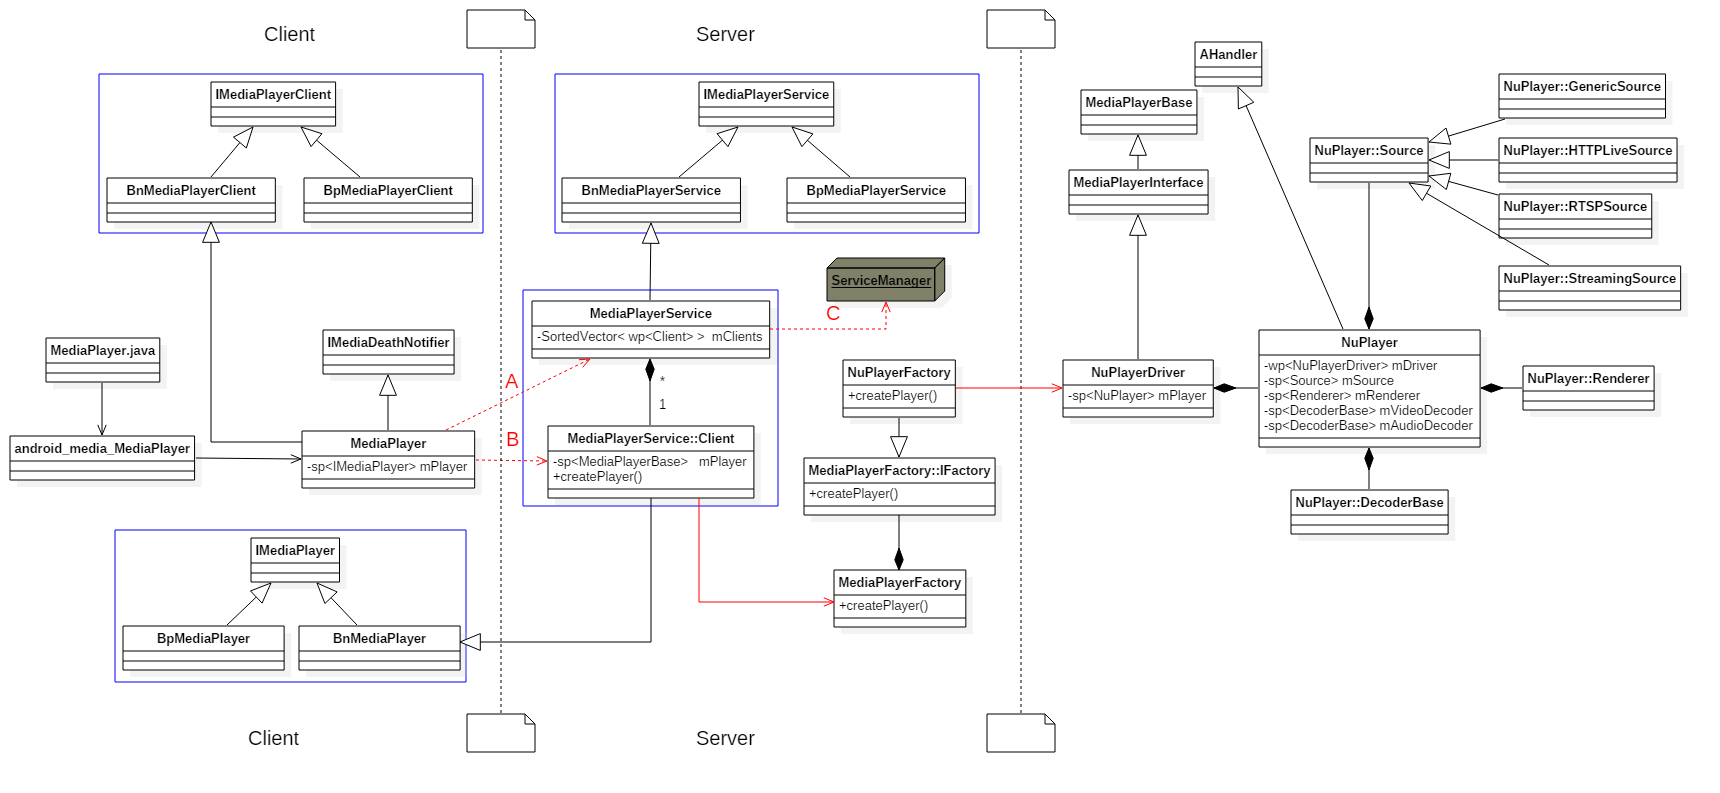 Client
Server
IMediaPlayerClient
BnMediaPlayerClient
BpMediaPlayerClient
IMediaPlayerService
BnMediaPlayerService
BpMediaPlayerService
AHandler
MediaPlayerBase
MediaPlayerInterface
NuPlayer::Source
NuPlayer::GenericSource
NuPlayer::HTTPLiveSource
NuPlayer::RTSPSource
NuPlayer::StreamingSource
ServiceManager
C
MediaPlayerService
-SortedVector< wp<Client> > mClients
MediaPlayer.java
IMediaDeathNotifier
A
*
1
android_media_MediaPlayer
MediaPlayer
-sp<IMediaPlayer> mPlayer
B
MediaPlayerService::Client
-sp<MediaPlayerBase> mPlayer
+createPlayer()
NuPlayerFactory
+createPlayer()
MediaPlayerFactory::IFactory
+createPlayer()
MediaPlayerFactory
+createPlayer()
NuPlayerDriver
-sp<NuPlayer> mPlayer
NuPlayer
-wp<NuPlayerDriver> mDriver
-sp<Source> mSource
-sp<Renderer> mRenderer
-sp<DecoderBase> mVideoDecoder
-sp<DecoderBase> mAudioDecoder
NuPlayer::Renderer
NuPlayer::DecoderBase
IMediaPlayer
BpMediaPlayer
BnMediaPlayer
Client
Server